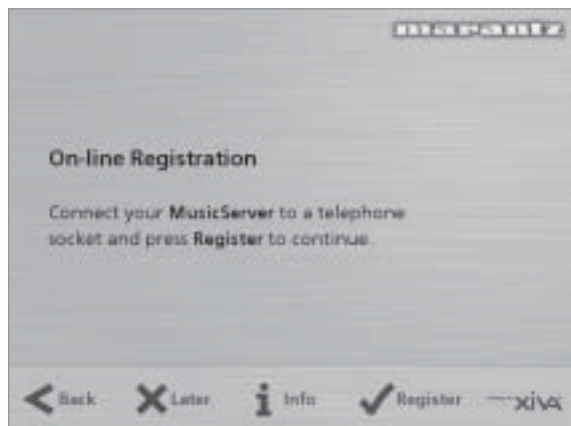 marantz
On-line Registration
Connect your MusicServer to a telephone
socket and press Register to continue.
Back Later Info Register xiva